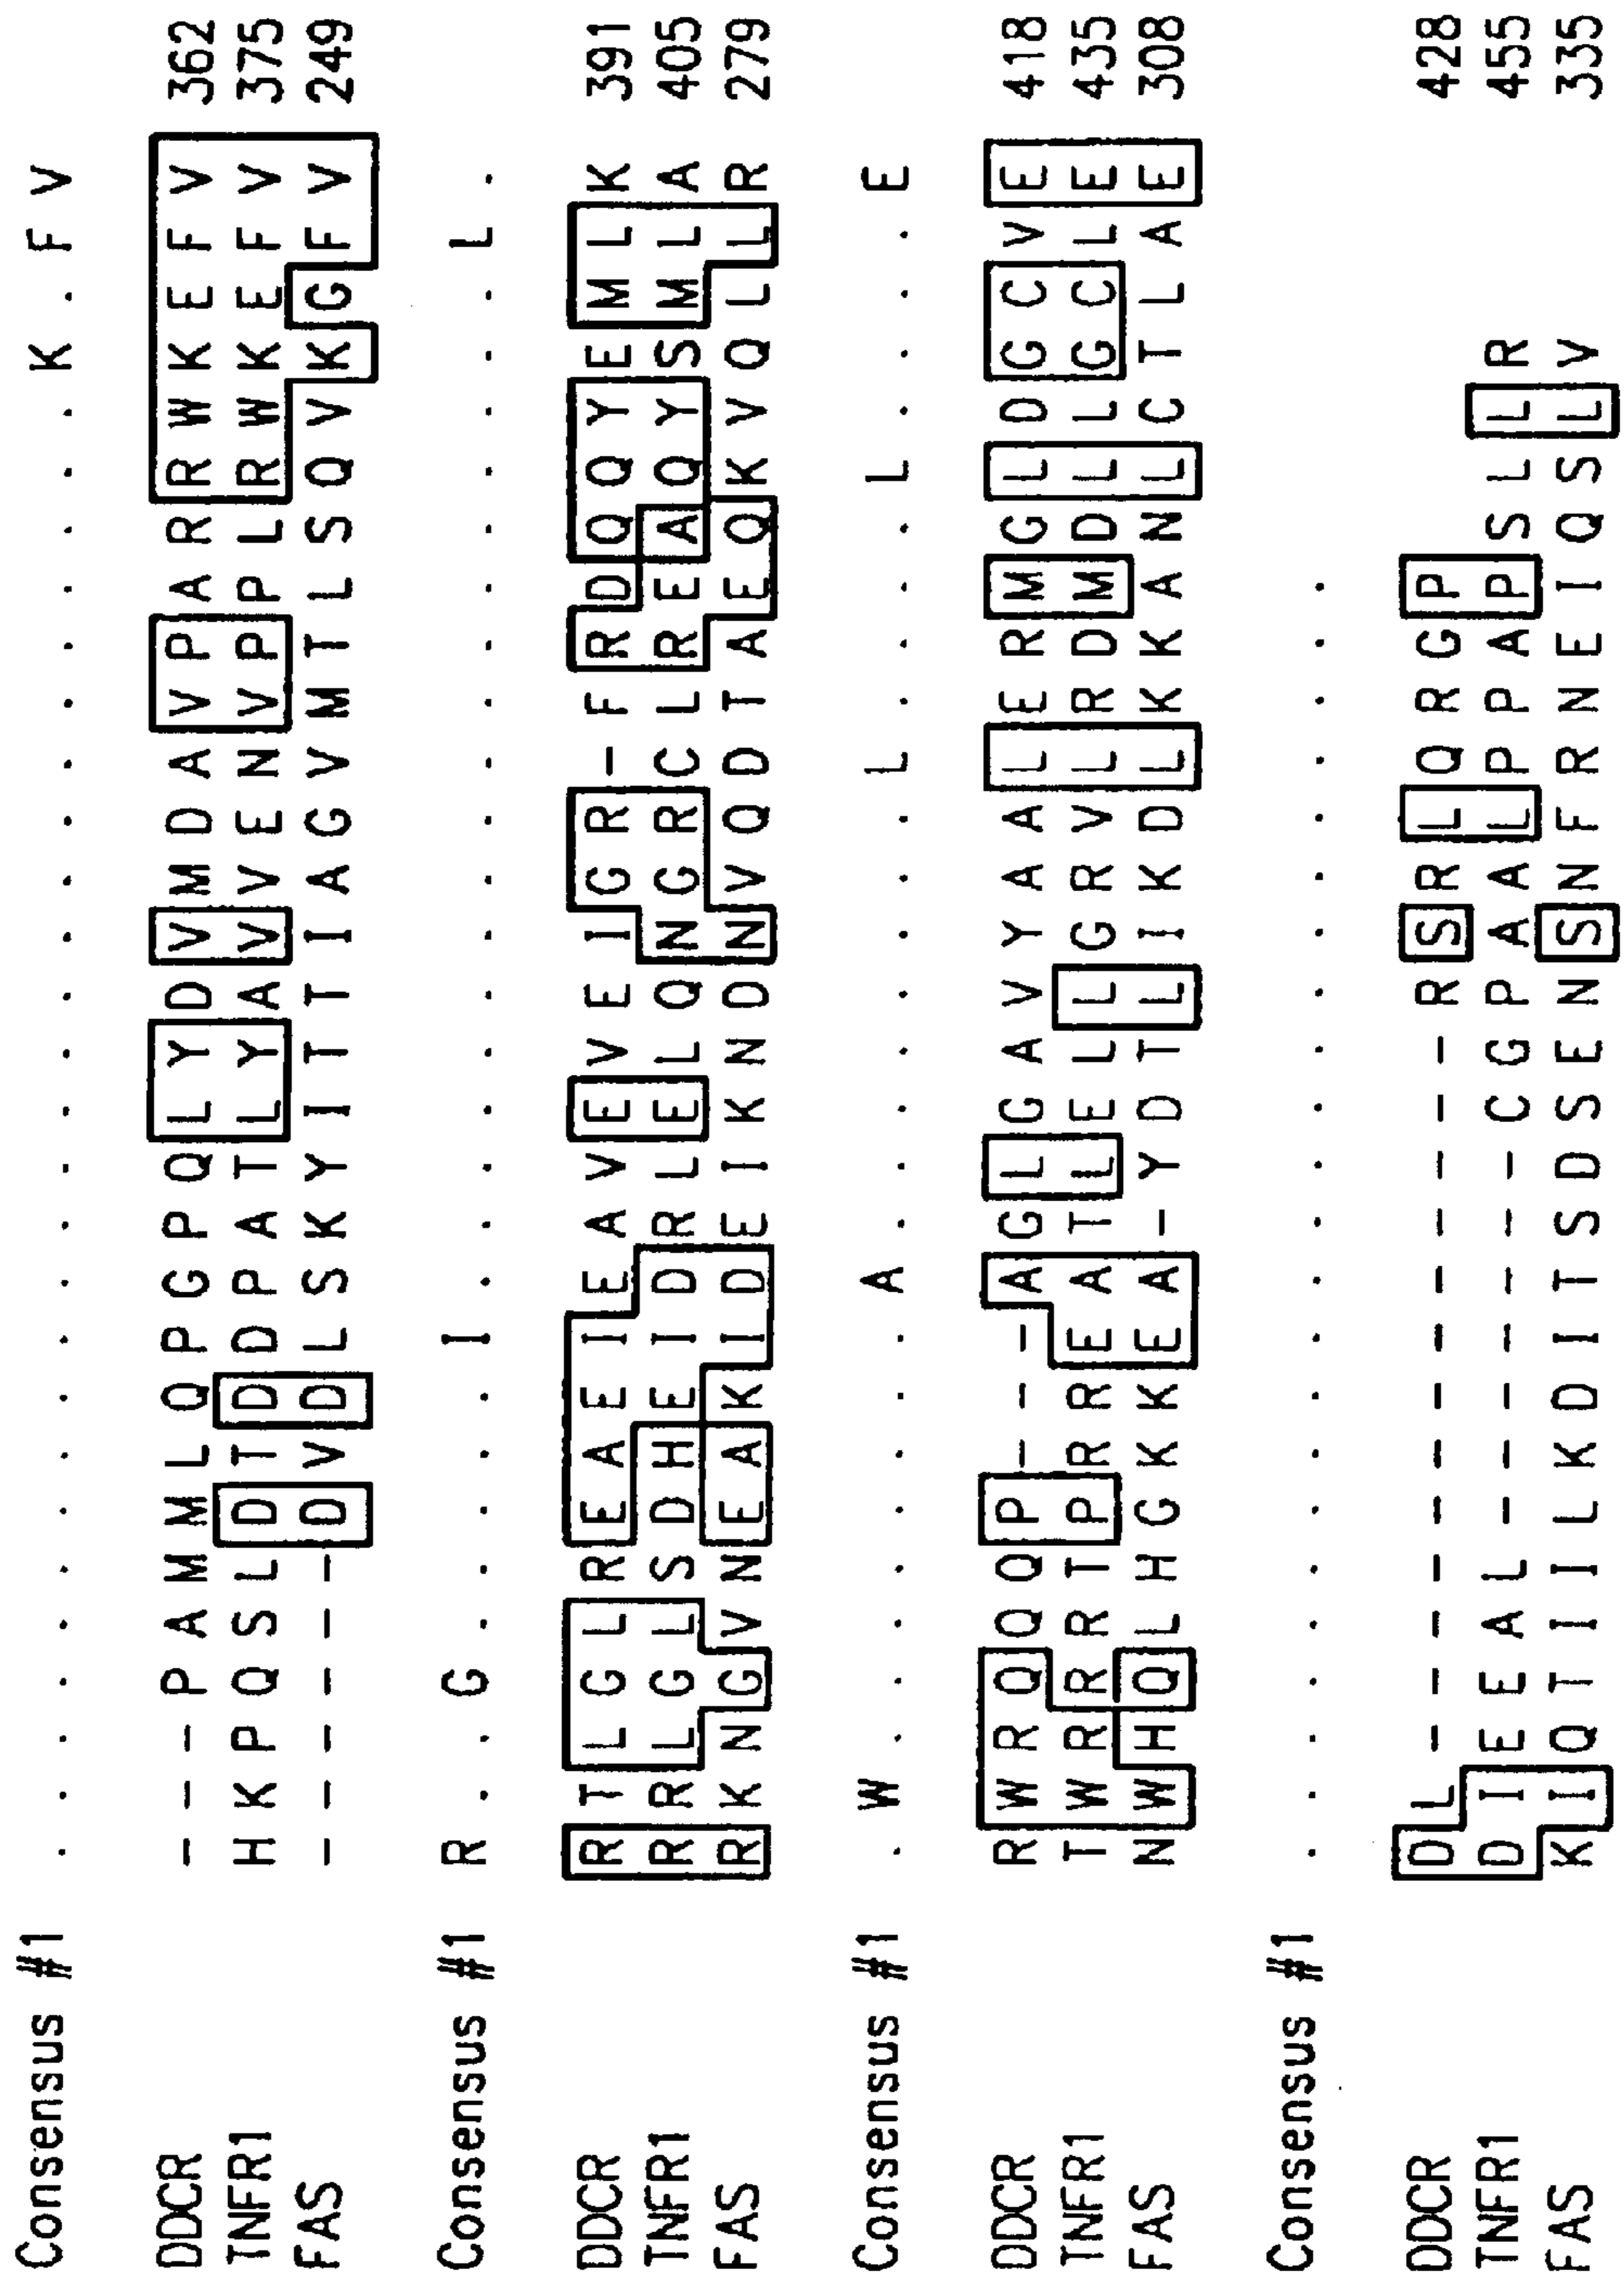 Consensus #1 . . . . . . . . . . . . . . . . . . . . . . . . . . K . F V
DDCR - - - P A M M L Q P G P Q L Y D V M D A V P A R R W K E F V 362
TNFR1 H K P Q S L D T D D P A T L Y A V V E N V P P L R W K E F V 375
FAS - - - - - - D V D L S K Y I T T I A G V M T L S Q V K G F V 249
Consensus #1 R . . G . . . . . I . . . . . . . . . . . . . . . . . . L .
DDCR R T L G L R E A E I E A V E V E I G R - F R D Q Q Y E M L K 391
TNFR1 R R L G L S D H E I D R L E L Q N G R C L R E A Q Y S M L A 405
FAS R K N G V N E A K I D E I K N D N V Q D T A E Q K V Q L L R 279
Consensus #1 . W . . . . . . . . A . . . . . . . . L . . . . L . . . . E
DDCR R W R Q Q Q P - - - A G L G A V Y A A L E R M G L D G C V E 418
TNFR1 T W R R R T P R R E A T L E L L G R V L R D M D L L G C L E 435
FAS N W H Q L H G K K E A - Y D T L I K D L K K A N L C T L A E 308
Consensus #1 . . . . . . . . . . . . . . . . . . . . . . .
DDCR D L - - - - - - - - - - - - - R S R L Q R G P 428
TNFR1 D I E E A L - - - - - - - C G P A A L P P A P S L L R 455
FAS K I Q T I I L K D I T S D S E N S N F R N E I Q S L V 335